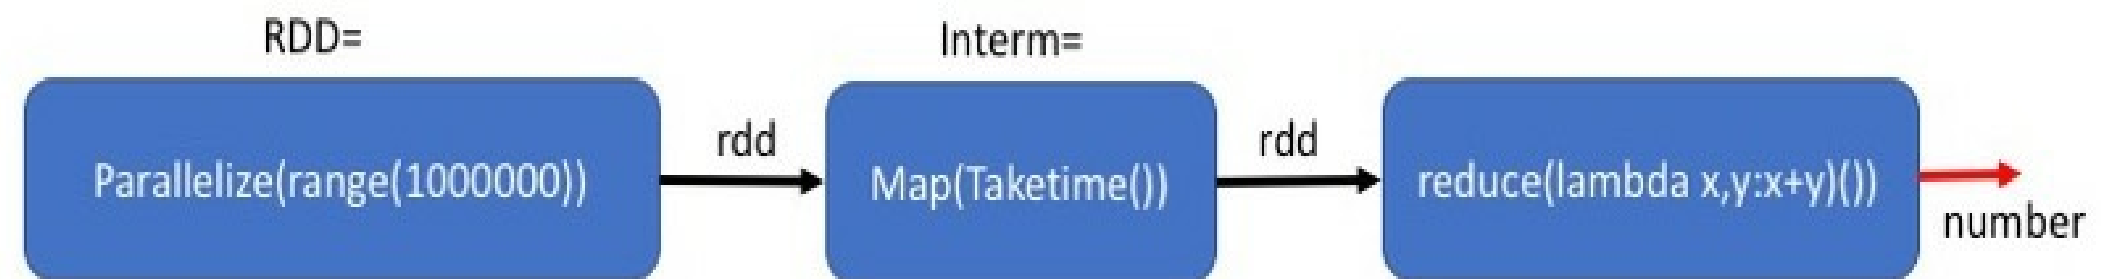 RDD=
Interm=
Parallelize(range(1000000))
rdd
Map(Taketime())
rdd
reduce(lambda x,y:x+y)())
number